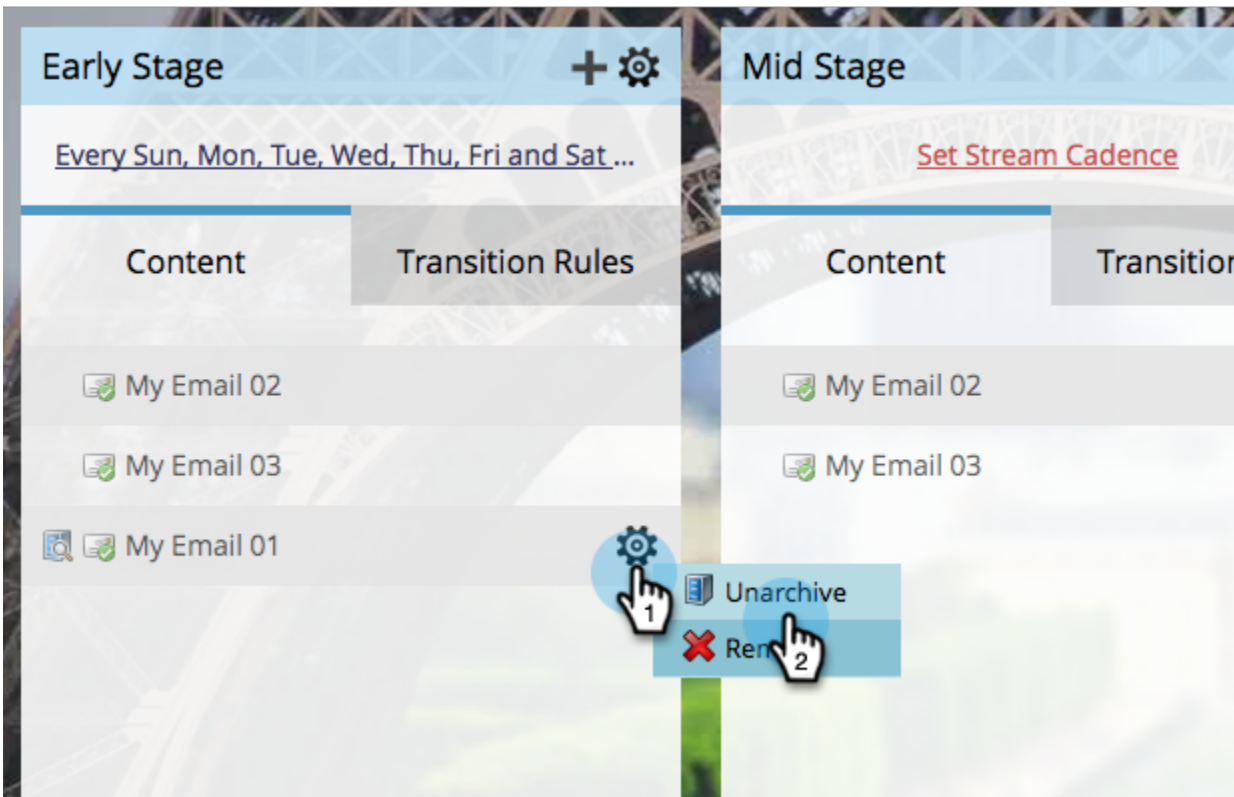 Early Stage
Mid Stage
Every Sun, Mon, Tue, Wed, Thu, Fri and Sat ...
Set Stream Cadence
Content
Transition Rules
Content
My Email 02
My Email 02
My Email 03
My Email 03
My Email 01
1
Unarchive
2